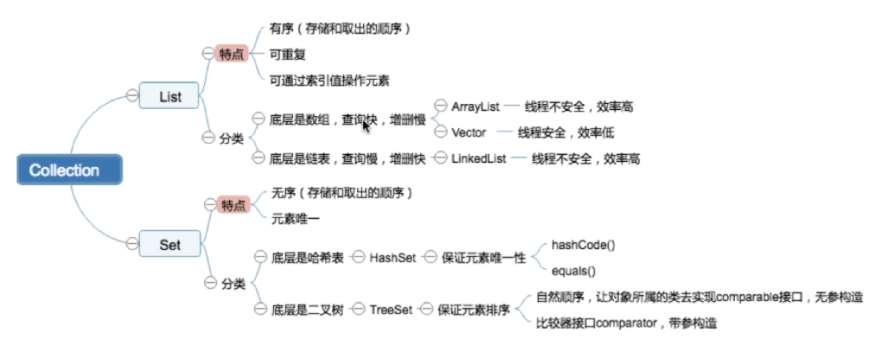 Collection
List
特点
有序（存储和取出的顺序）
可重复
可通过索引值操作元素
分类
底层是数组，查询快，增删慢
ArrayList
线程不安全，效率高
Vector
线程安全，效率低
底层是链表，查询慢，增删快
LinkedList
线程不安全，效率高
Set
特点
无序（存储和取出的顺序）
元素唯一
分类
底层是哈希表
HashSet
保证元素唯一性
hashCode()
equals()
底层是二叉树
TreeSet
保证元素排序
自然顺序，让对象所属的类去实现comparable接口，无参构造
比较器接口comparator，带参构造